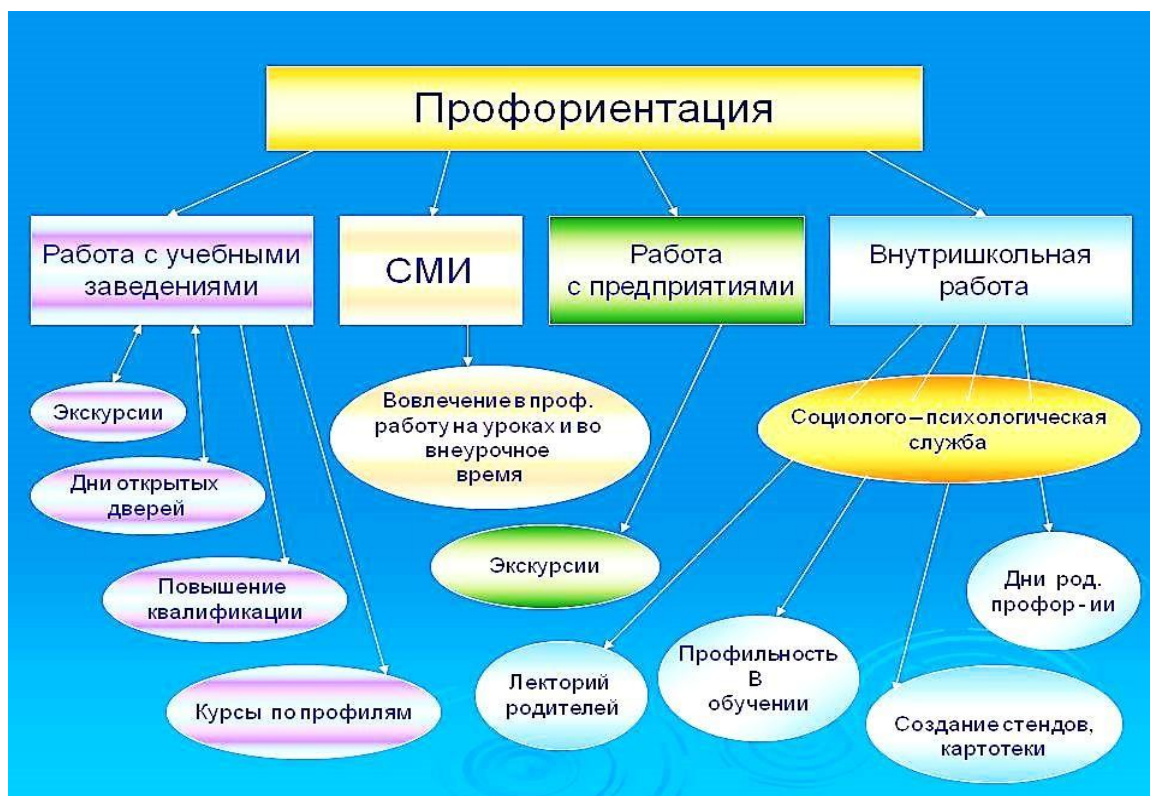 Профориентация
Работа с учебными
заведениями
СМИ
Работа
с предприятиями
Внутришкольная
работа
Экскурсии
Дни открытых
дверей
Повышение
квалификации
Курсы по профилям
Вовлечение в проф.
работу на уроках и во
внеурочное
время
Экскурсии
Социолого – психологическая
служба
Лекторий
родителей
Профильность
В
обучении
Создание стендов,
картотеки
Дни род.
профор - ии